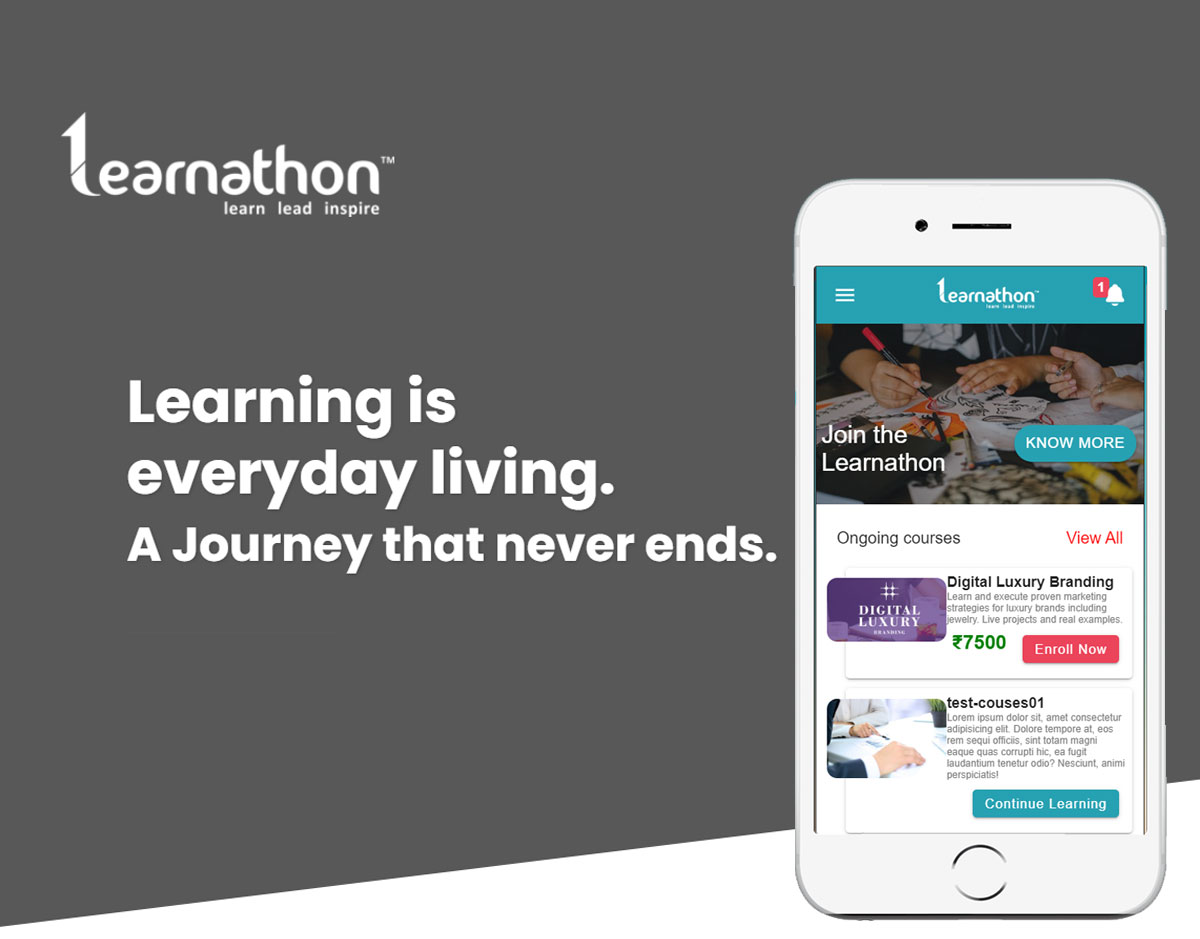 Learnathon™
learn lead inspire
Learning is
everyday living.
A Journey that never ends.
Learnathon™
learn lead inspire
1
Join the
Learnathon
KNOW MORE
Ongoing courses
View All
DIGITAL
LUXURY
BRANDING
Digital Luxury Branding
Learn and execute proven marketing
strategies for luxury brands including
jewelry. Live projects and real examples.
₹7500
Enroll Now
test-couses01
Lorem ipsum dolor sit, amet consectetur
adipisicing elit. Dolore tempore at, eos
rem sequi officiis, sint totam magni
eaque quas corrupti hic, ea fugit
laudantium tenetur odio? Nesciunt, animi
perspiciatis!
Continue Learning